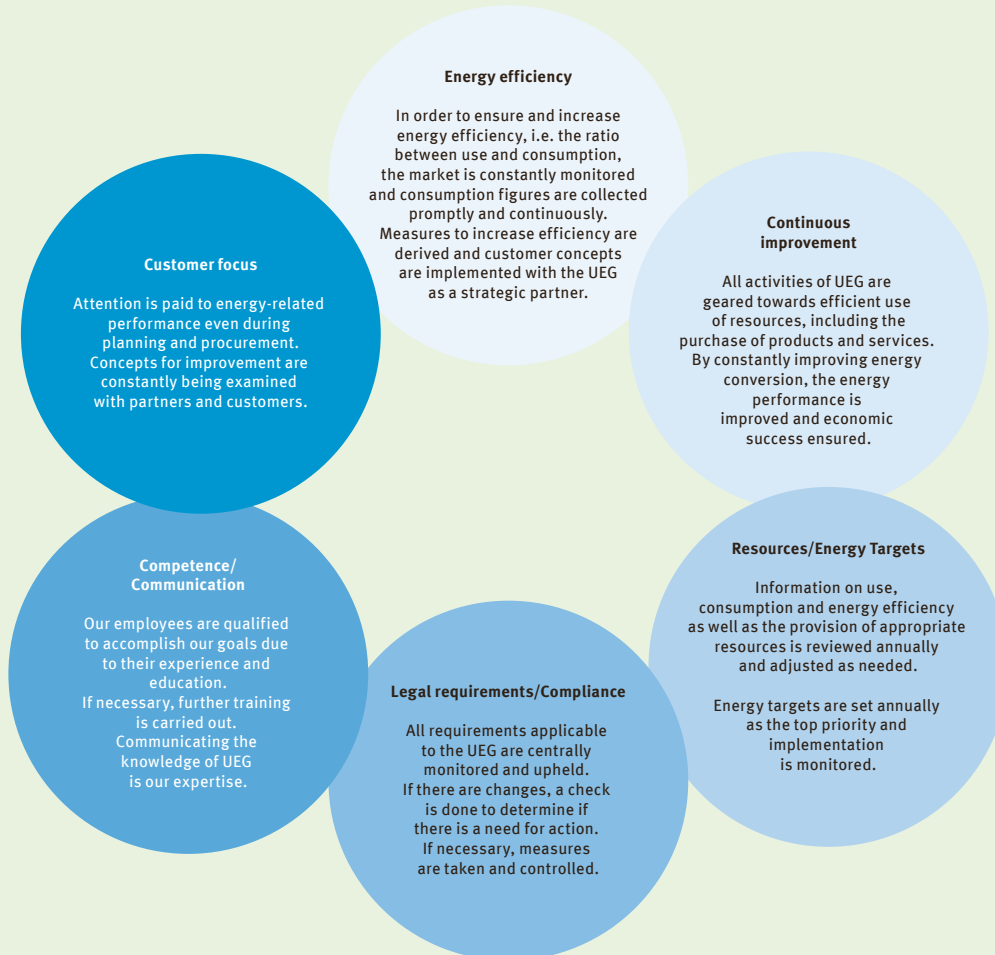 Energy efficiency
In order to ensure and increase
energy efficiency, i.e. the ratio
between use and consumption,
the market is constantly monitored
and consumption figures are collected
promptly and continuously.
Measures to increase efficiency are
derived and customer concepts
are implemented with the UEG
as a strategic partner.
Continuous
improvement
All activities of UEG are
geared towards efficient use
of resources, including the
purchase of products and services.
By constantly improving energy
conversion, the energy
performance is
improved and economic
success ensured.
Resources/Energy Targets
Information on use,
consumption and energy efficiency
as well as the provision of appropriate
resources is reviewed annually
and adjusted as needed.
Energy targets are set annually
as the top priority and
implementation
is monitored.
Legal requirements/Compliance
All requirements applicable
to the UEG are centrally
monitored and upheld.
If there are changes, a check
is done to determine if
there is a need for action.
If necessary, measures
are taken and controlled.
Competence/
Communication
Our employees are qualified
to accomplish our goals due
to their experience and
education.
If necessary, further training
is carried out.
Communicating the
knowledge of UEG
is our expertise.
Customer focus
Attention is paid to energy-related
performance even during
planning and procurement.
Concepts for improvement are
constantly being examined
with partners and customers.